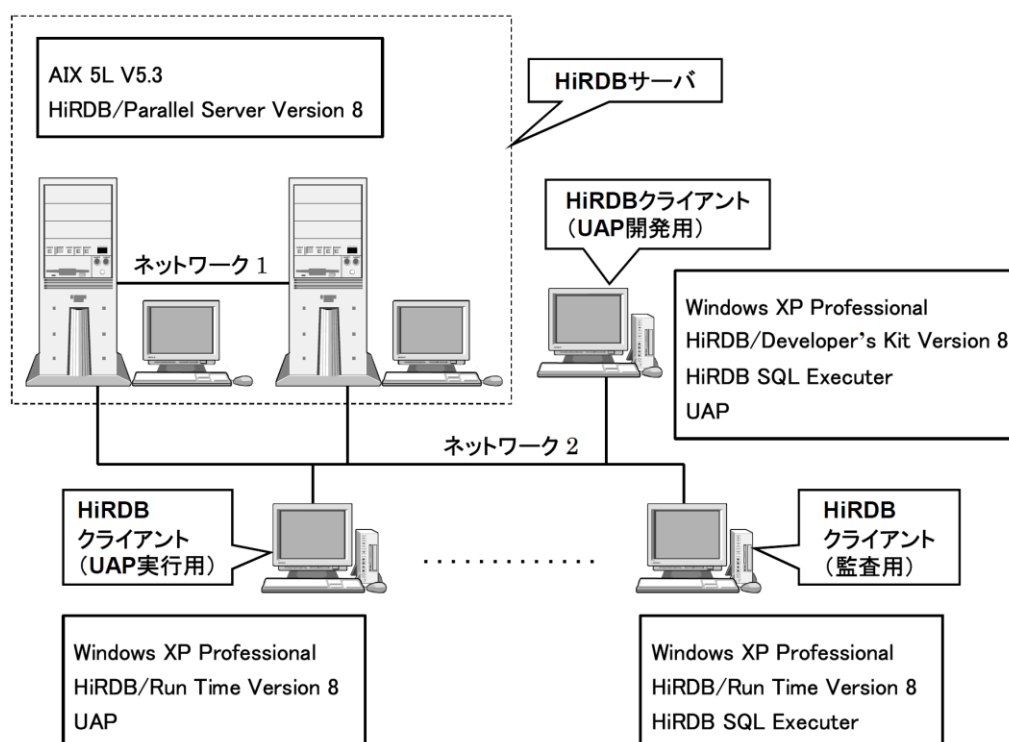 AIX 5L V5.3
HiRDB/Parallel Server Version 8
HiRDBサーバ
ネットワーク 1
HiRDBクライアント
(UAP開発用)
Windows XP Professional
HiRDB/Developer's Kit Version 8
HiRDB SQL Executer
UAP
ネットワーク 2
HiRDB
クライアント
(UAP実行用)
HiRDB
クライアント
(監査用)
Windows XP Professional
HiRDB/Run Time Version 8
UAP
Windows XP Professional
HiRDB/Run Time Version 8
HiRDB SQL Executer